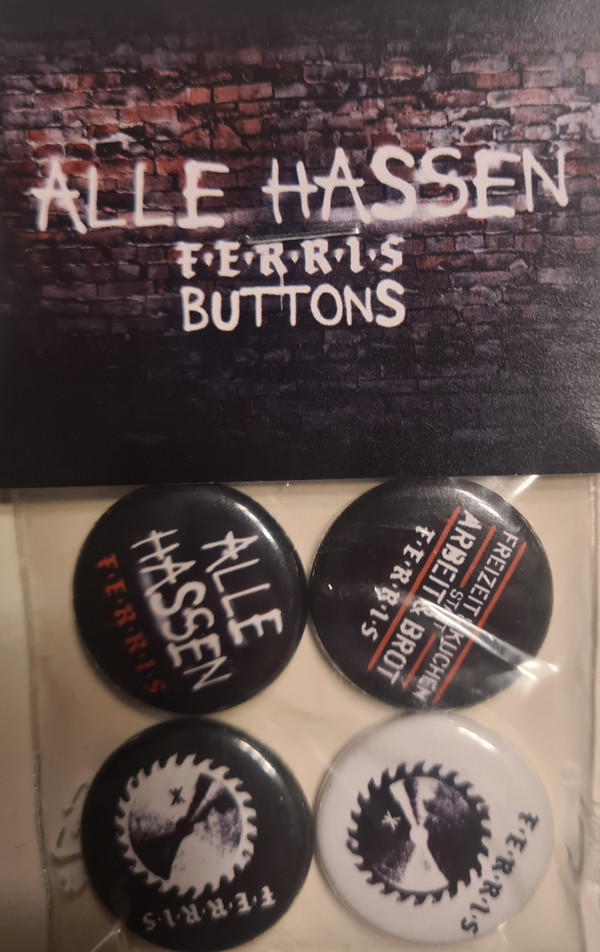 ALLE HASSEN
F·E·R·R·I·S
BUTTONS
ALLE
HASSEN
F·E·R·R·I·S
FREIZEIT & KUCHEN
STATT
ARBEIT & BROT
F·E·R·R·I·S
F·E·R·R·I·S
F·E·R·R·I·S